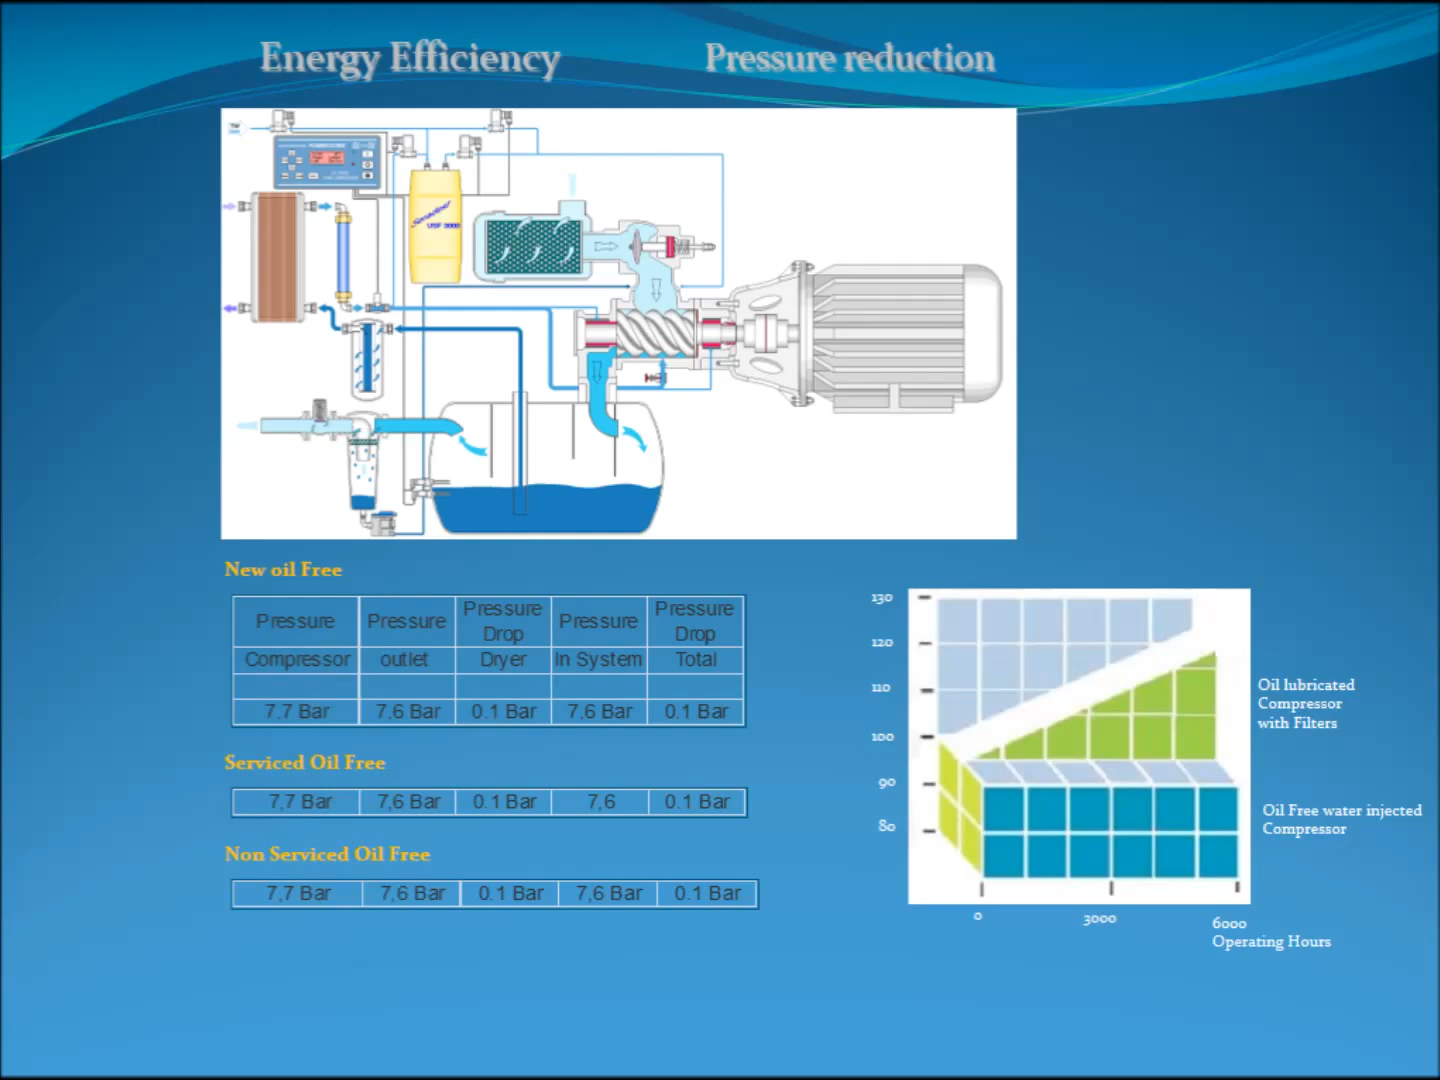 Energy Efficiency
Pressure reduction
USF 3000
New oil Free
Pressure Pressure Pressure Drop Pressure Pressure Drop
Compressor outlet Dryer In System Total
7.7 Bar 7,6 Bar 0.1 Bar 7,6 Bar 0.1 Bar
Serviced Oil Free
7,7 Bar 7,6 Bar 0.1 Bar 7,6 0.1 Bar
Non Serviced Oil Free
7,7 Bar 7,6 Bar 0.1 Bar 7,6 Bar 0.1 Bar
130
120
110
100
90
80
Oil lubricated
Compressor
with Filters
Oil Free water injected
Compressor
0
3000
6000
Operating Hours